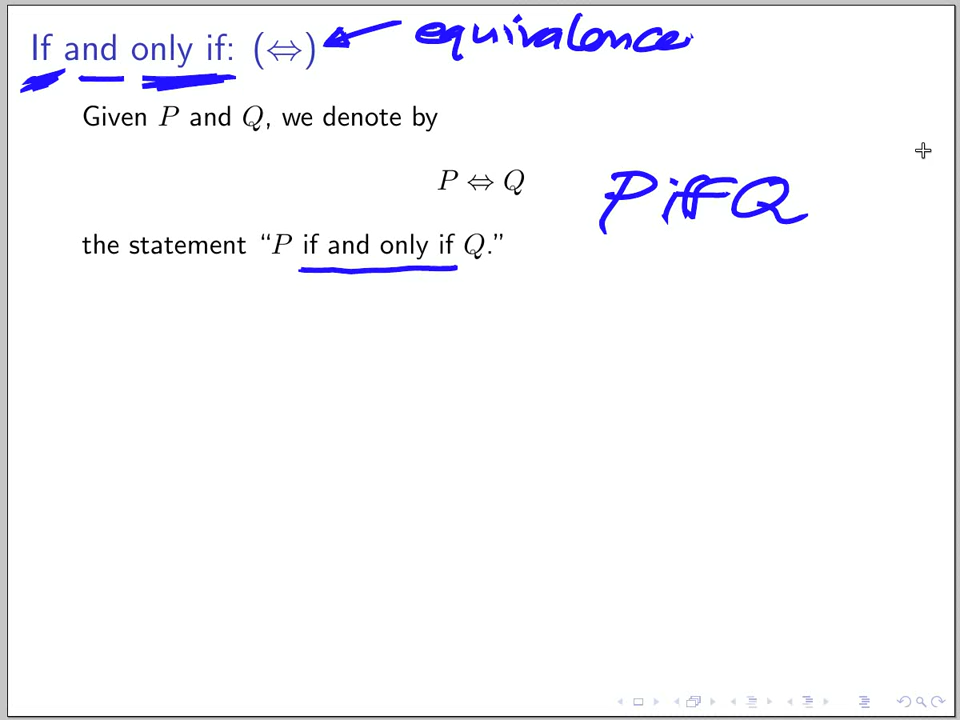 If and only if: (⇔) equivalence
Given P and Q, we denote by
P ⇔ Q
P iff Q
the statement “P if and only if Q.”